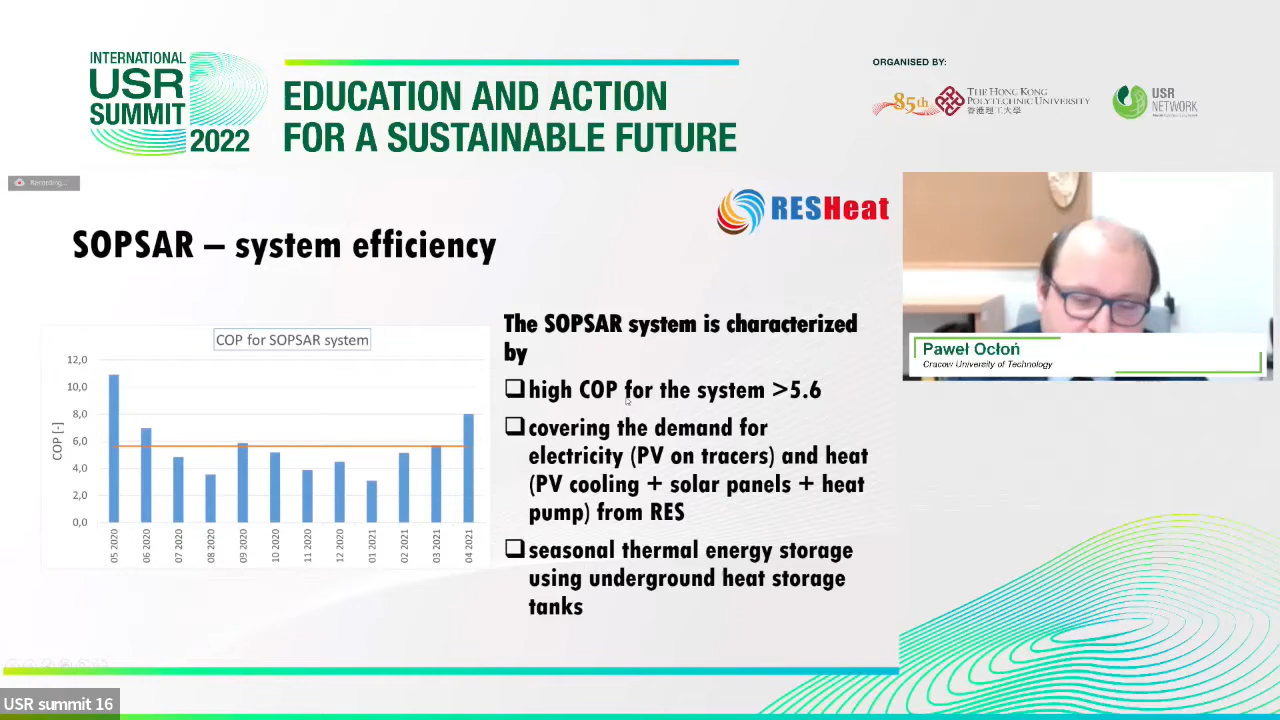 INTERNATIONAL
USR
SUMMIT
2022
EDUCATION AND ACTION
FOR A SUSTAINABLE FUTURE
ORGANISED BY:
85th
THE HONG KONG
POLYTECHNIC UNIVERSITY
香港理工大學
USR
NETWORK
Recording...
RESHeat
SOPSAR – system efficiency
Paweł Ocłoń
Cracow University of Technology
COP for SOPSAR system
COP [-]
12,0
10,0
8,0
6,0
4,0
2,0
0,0
05 2020
06 2020
07 2020
08 2020
09 2020
10 2020
11 2020
12 2020
01 2021
02 2021
03 2021
04 2021
The SOPSAR system is characterized
by
high COP for the system >5.6
covering the demand for
electricity (PV on tracers) and heat
(PV cooling + solar panels + heat
pump) from RES
seasonal thermal energy storage
using underground heat storage
tanks
USR summit 16